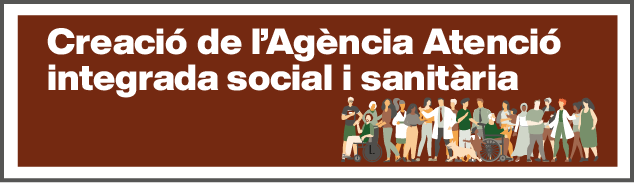 Creació de l'Agència Atenció
integrada social i sanitària